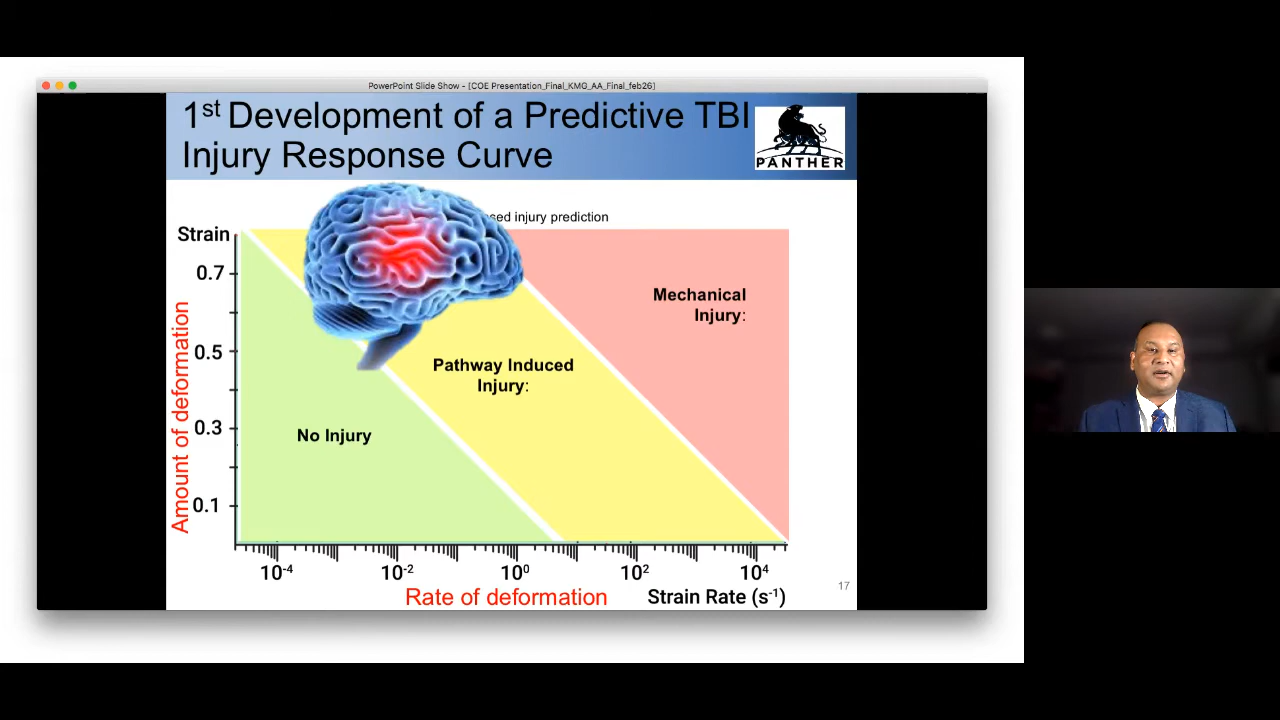 PowerPoint Slide Show - [COE Presentation_Final_KMG_AA_Final_feb26]
1st Development of a Predictive TBI
Injury Response Curve
PANTHER
injury prediction
Strain
0.7
0.5
0.3
0.1
Amount of deformation
Mechanical
Injury:
Pathway Induced
Injury:
No Injury
10-4
10-2
100
102
104
Rate of deformation
Strain Rate (s-1)
17